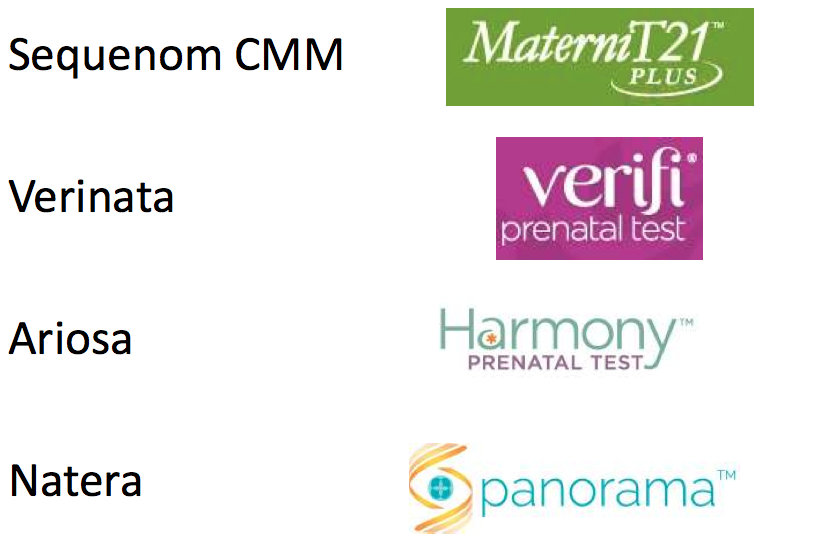 Sequenom CMM
MaterniT21™
PLUS
Verinata
verifi®
prenatal test
Ariosa
Harmony™
PRENATAL TEST
Natera
panorama™